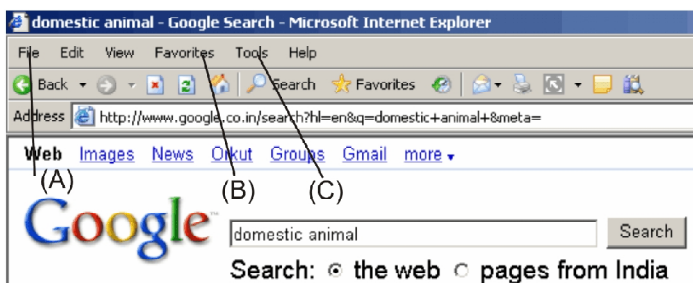 domestic animal - Google Search - Microsoft Internet Explorer
File Edit View Favorites Tools Help
Back Search Favorites
Address http://www.google.co.in/search?hl=en&q=domestic+animal+&meta=
Web Images News Orkut Groups Gmail more
(A) (B) (C)
Google
domestic animal Search
Search: the web pages from India